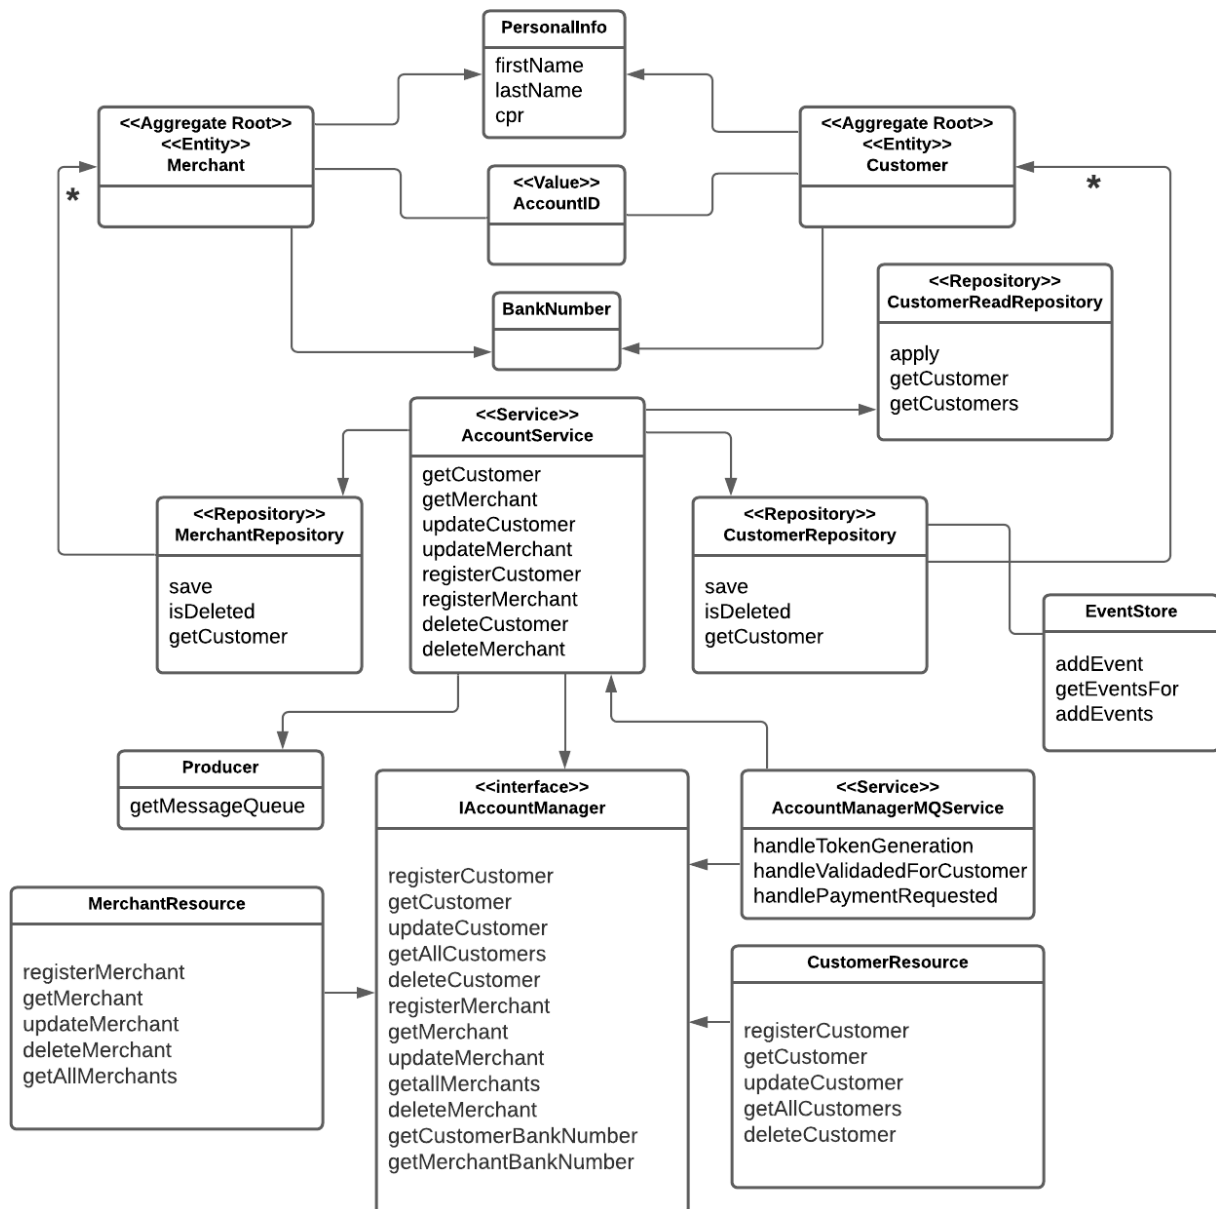 PersonalInfo
firstName
lastName
cpr
<<Aggregate Root>>
<<Entity>>
Merchant
<<Aggregate Root>>
<<Entity>>
Customer
*
*
<<Value>>
AccountID
BankNumber
<<Repository>>
CustomerReadRepository
apply
getCustomer
getCustomers
<<Service>>
AccountService
getCustomer
getMerchant
updateCustomer
updateMerchant
registerCustomer
registerMerchant
deleteCustomer
deleteMerchant
<<Repository>>
MerchantRepository
save
isDeleted
getCustomer
<<Repository>>
CustomerRepository
save
isDeleted
getCustomer
EventStore
addEvent
getEventsFor
addEvents
Producer
getMessageQueue
<<interface>>
IAccountManager
registerCustomer
getCustomer
updateCustomer
getAllCustomers
deleteCustomer
registerMerchant
getMerchant
updateMerchant
getallMerchants
deleteMerchant
getCustomerBankNumber
getMerchantBankNumber
<<Service>>
AccountManagerMQService
handleTokenGeneration
handleValidadedForCustomer
handlePaymentRequested
MerchantResource
registerMerchant
getMerchant
updateMerchant
deleteMerchant
getAllMerchants
CustomerResource
registerCustomer
getCustomer
updateCustomer
getAllCustomers
deleteCustomer